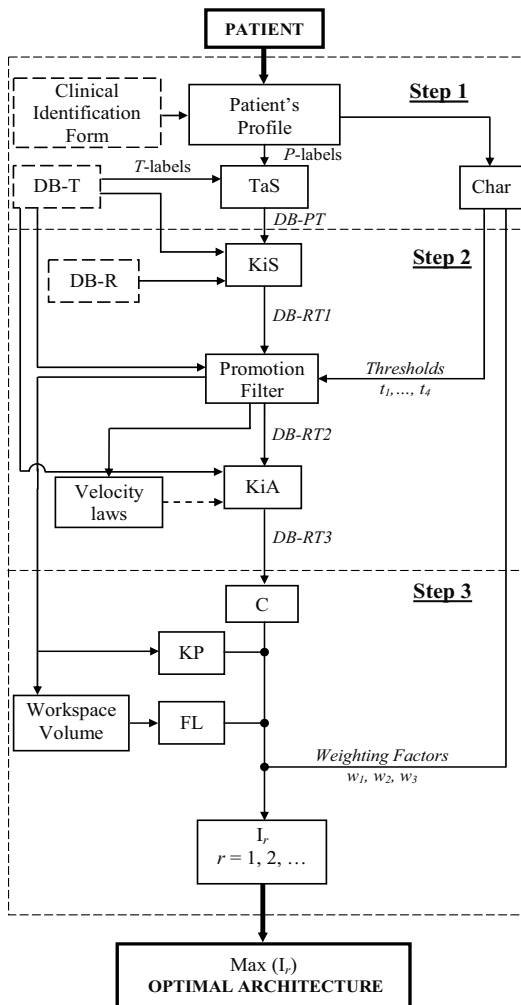 PATIENT
Step 1
Clinical
Identification
Form
Patient's
Profile
P-labels
T-labels
DB-T
TaS
Char
DB-PT
Step 2
KiS
DB-R
DB-RT1
Promotion
Filter
Thresholds
t1,..., t4
DB-RT2
Velocity
laws
KiA
DB-RT3
Step 3
C
KP
Workspace
Volume
FL
Weighting Factors
w1, w2, w3
Ir
r = 1, 2, …
Max (Ir)
OPTIMAL ARCHITECTURE